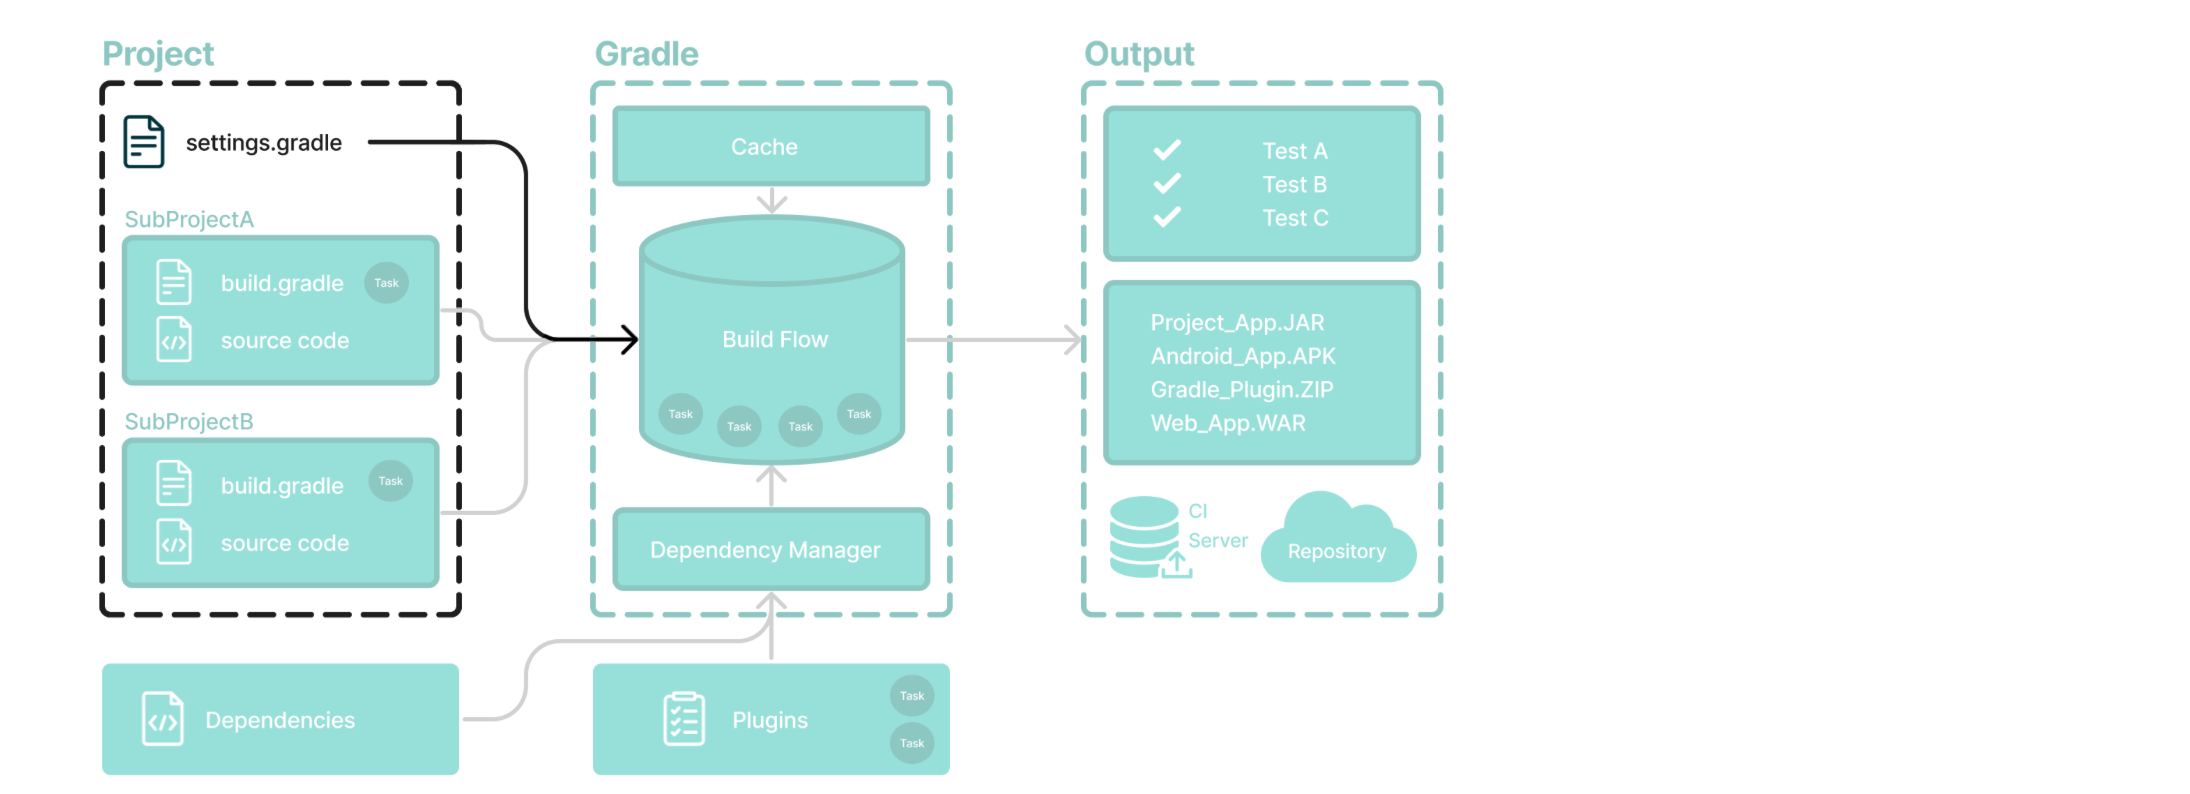 Project
settings.gradle
SubProjectA
build.gradle
Task
source code
SubProjectB
build.gradle
Task
source code
Dependencies
Gradle
Cache
Build Flow
Task
Task
Task
Task
Dependency Manager
Plugins
Task
Task
Output
Test A
Test B
Test C
Project_App.JAR
Android_App.APK
Gradle_Plugin.ZIP
Web_App.WAR
CI
Server
Repository